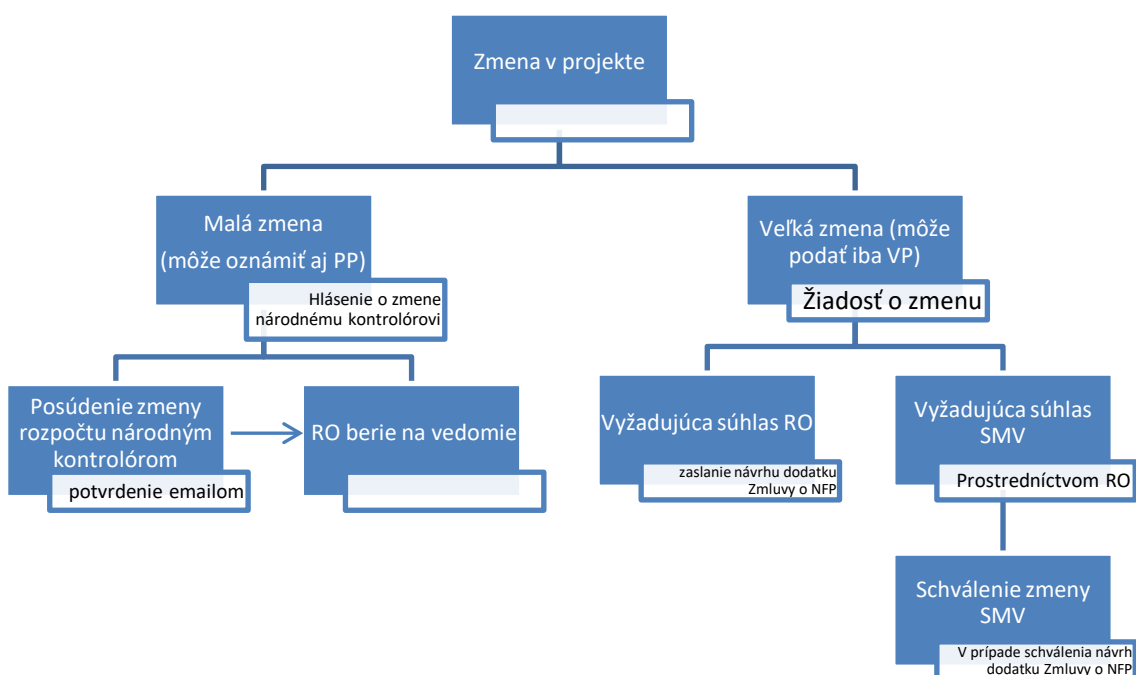 Zmena v projekte
Malá zmena
(môže oznámiť aj PP)
Hlásenie o zmene
národnému kontrolórovi
Veľká zmena (môže
podať iba VP)
Žiadosť o zmenu
Posúdenie zmeny
rozpočtu národným
kontrolórom
potvrdenie emailom
RO berie na vedomie
Vyžadujúca súhlas RO
zaslanie návrhu dodatku
Zmluvy o NFP
Vyžadujúca súhlas
SMV
Prostredníctvom RO
Schválenie zmeny
SMV
V prípade schválenia návrh
dodatku Zmluvy o NFP